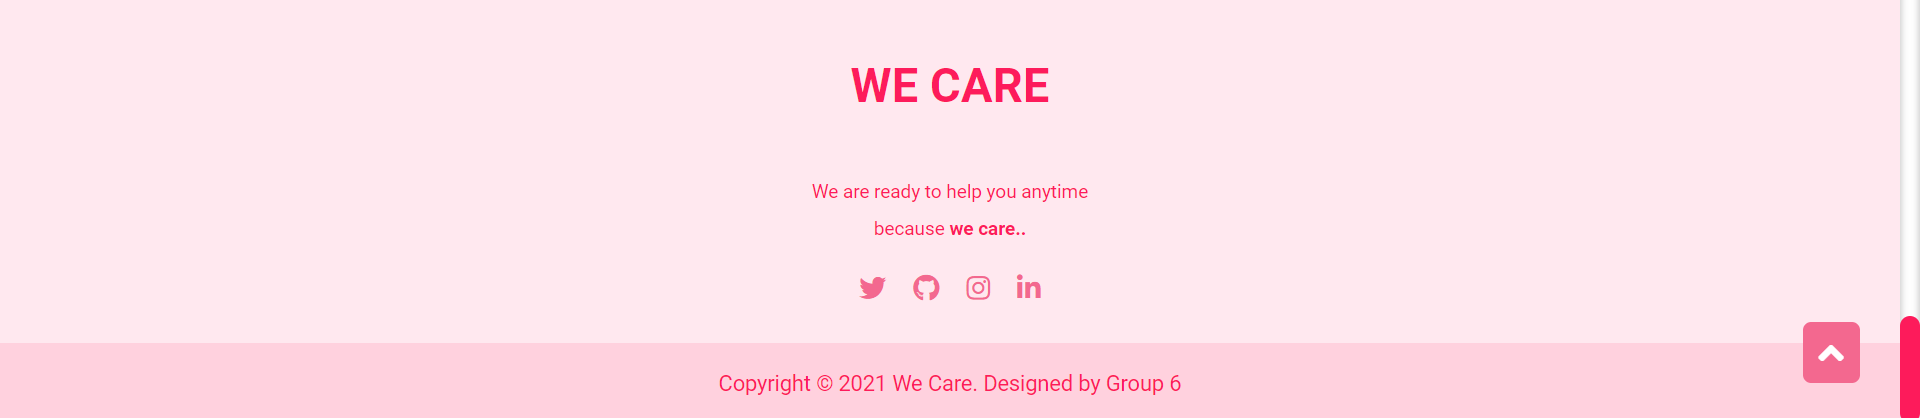 WE CARE
We are ready to help you anytime
because we care..
Copyright © 2021 We Care. Designed by Group 6